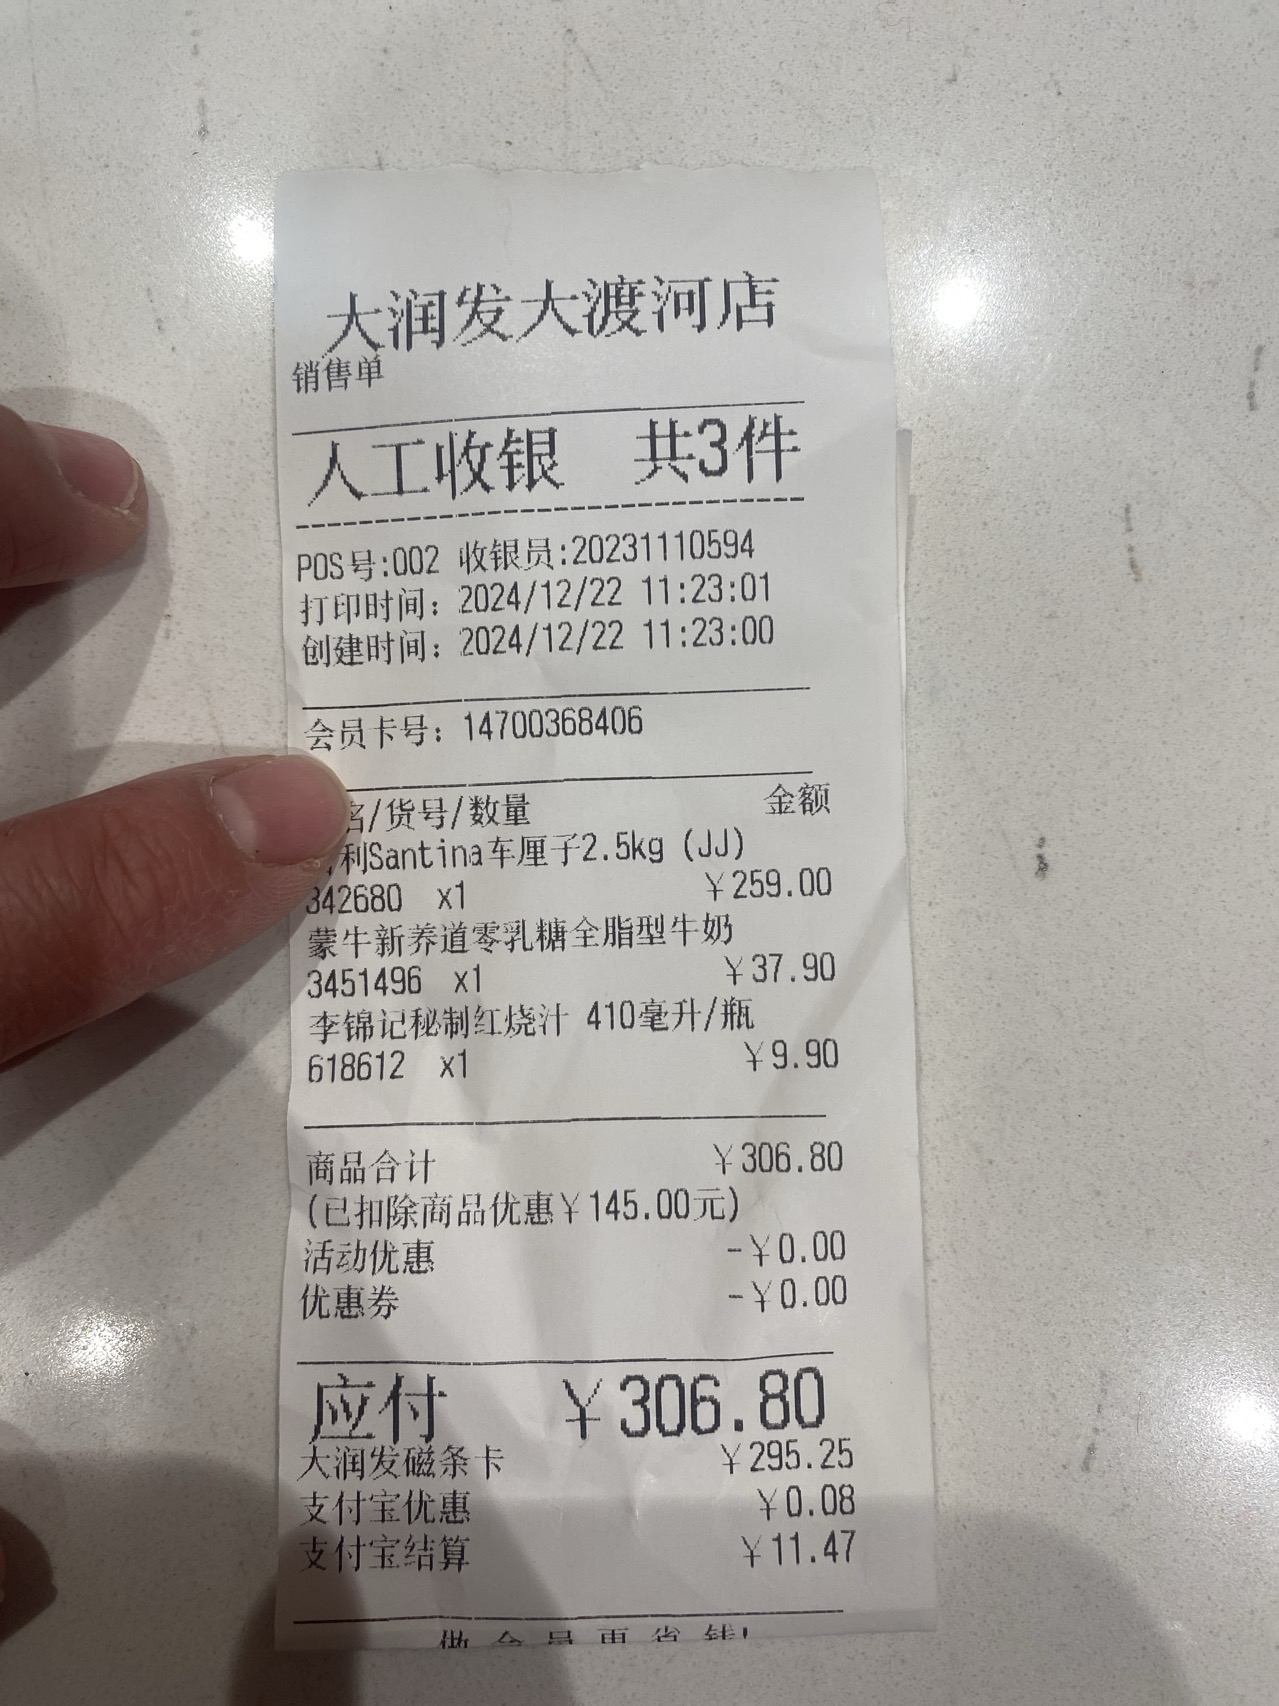 大润发大渡河店
销售单
人工收银 共3件
POS号:002 收银员:20231110594
打印时间: 2024/12/22 11:23:01
创建时间: 2024/12/22 11:23:00
会员卡号: 14700368406
名/货号/数量 金额
利Santina车厘子2.5kg (JJ)
342680 x1 ¥259.00
蒙牛新养道零乳糖全脂型牛奶
3451496 x1 ¥37.90
李锦记秘制红烧汁 410毫升/瓶
618612 x1 ¥9.90
商品合计 ¥306.80
(已扣除商品优惠¥145.00元)
活动优惠 -¥0.00
优惠券 -¥0.00
应付 ¥306.80
大润发磁条卡 ¥295.25
支付宝优惠 ¥0.08
支付宝结算 ¥11.47
做会员更省钱!